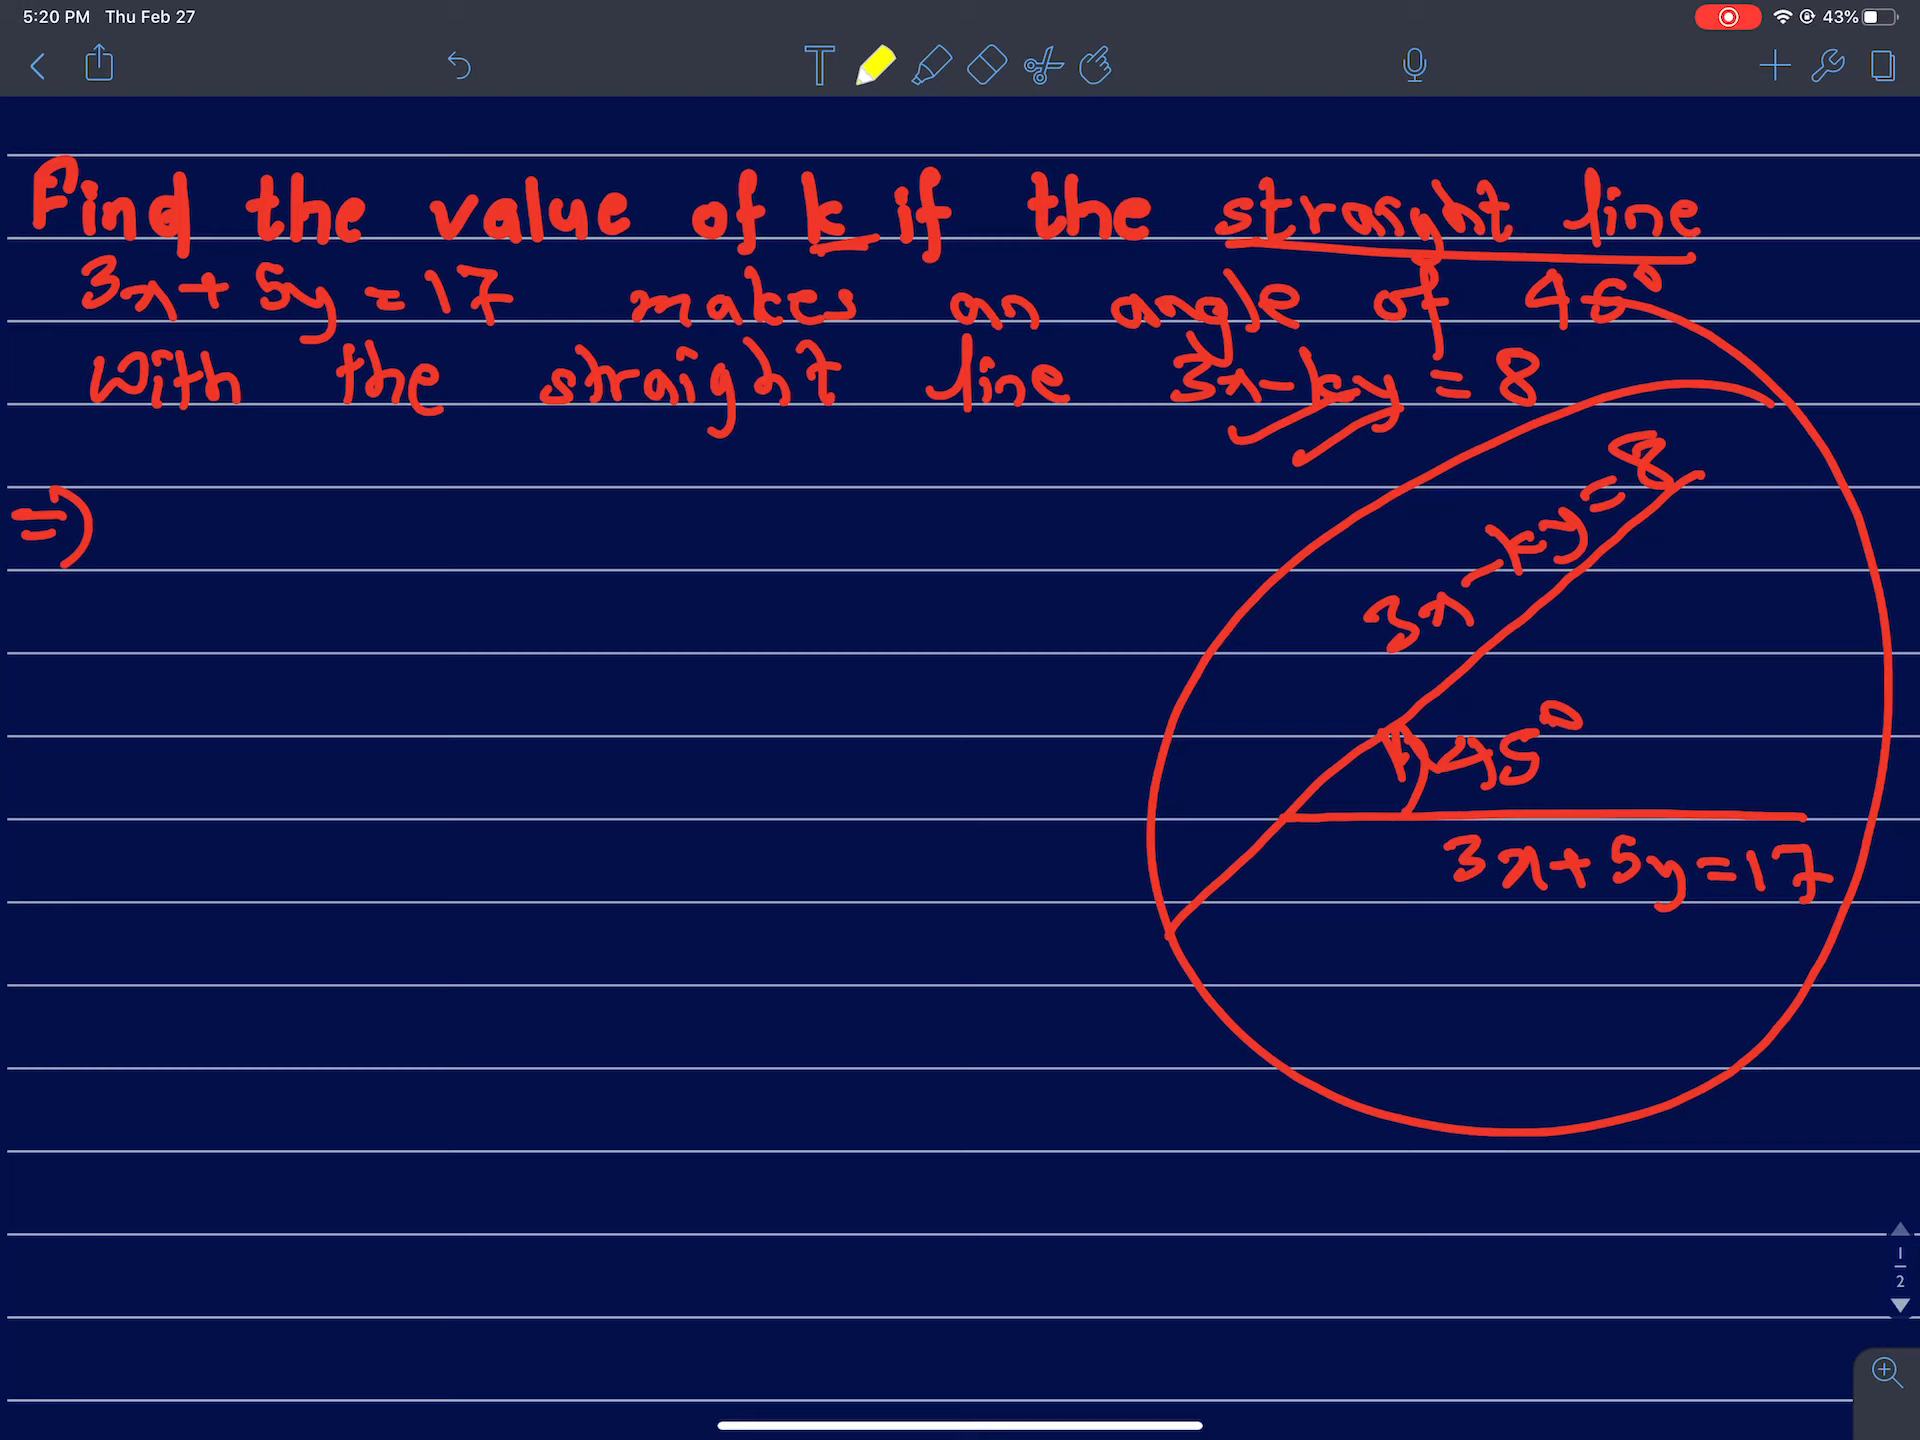 5:20 PM Thu Feb 27
43%
Find the value of k if the straight line
3x + 5y = 17 makes an angle of 45°
with the straight line 3x - ky = 8
⇒)
3x - ky = 8
45°
3x + 5y = 17
1
2